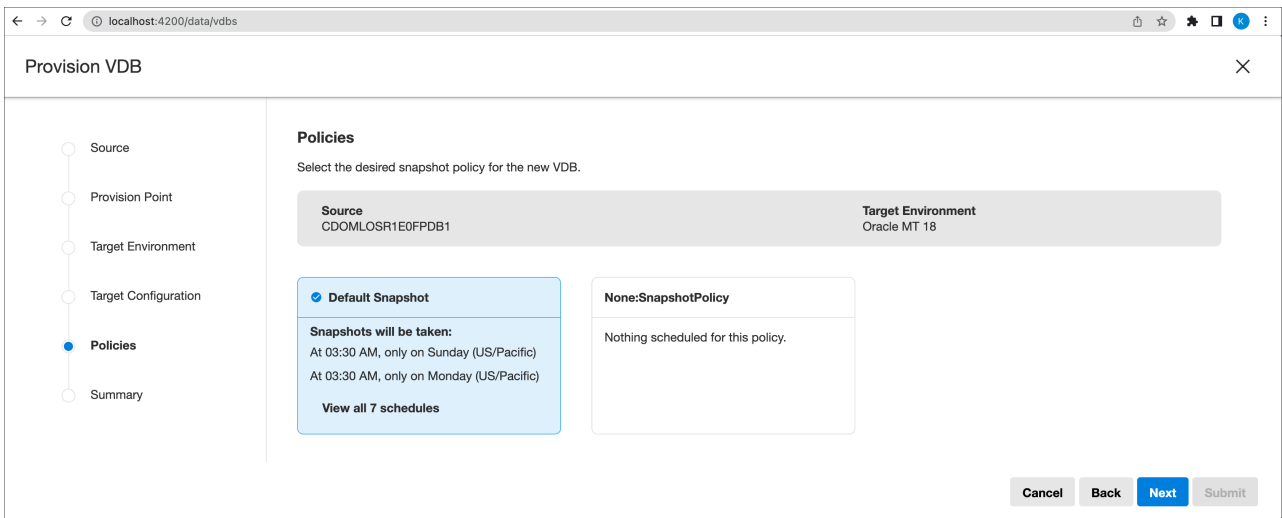 localhost:4200/data/vdbs
K
Provision VDB
Source
Provision Point
Target Environment
Target Configuration
Policies
Summary
Policies
Select the desired snapshot policy for the new VDB.
Source
CDOMLOSR1E0FPDB1
Target Environment
Oracle MT 18
Default Snapshot
Snapshots will be taken:
At 03:30 AM, only on Sunday (US/Pacific)
At 03:30 AM, only on Monday (US/Pacific)
View all 7 schedules
None:SnapshotPolicy
Nothing scheduled for this policy.
Cancel
Back
Next
Submit